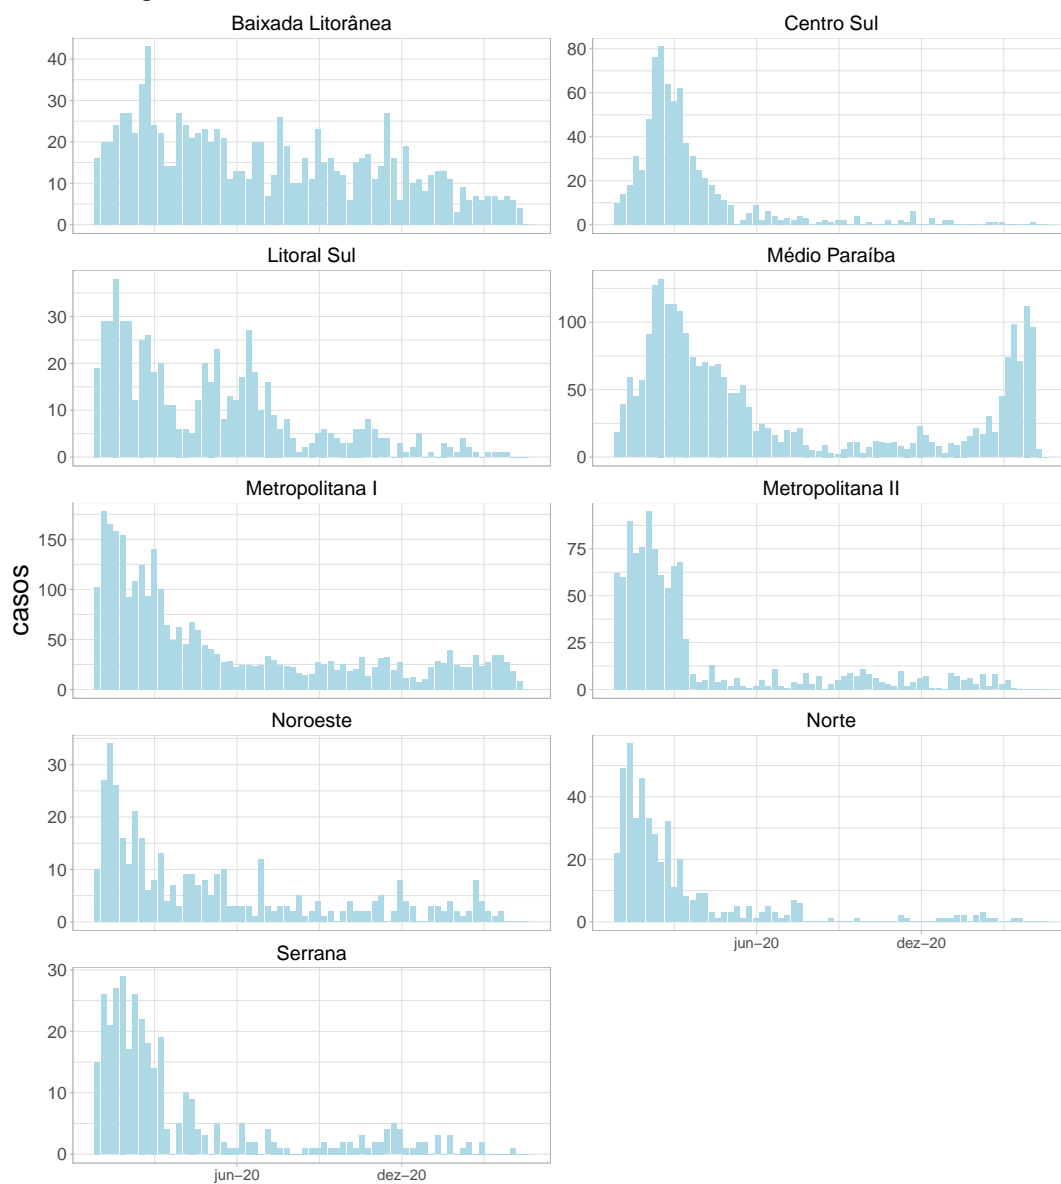 Baixada Litorânea
Centro Sul
40
30
20
10
0
80
60
40
20
0
Litoral Sul
Médio Paraíba
30
20
10
0
100
50
0
Metropolitana I
Metropolitana II
150
100
50
0
75
50
25
0
casos
Noroeste
Norte
30
20
10
0
40
20
0
jun–20
dez–20
Serrana
30
20
10
0
jun–20
dez–20